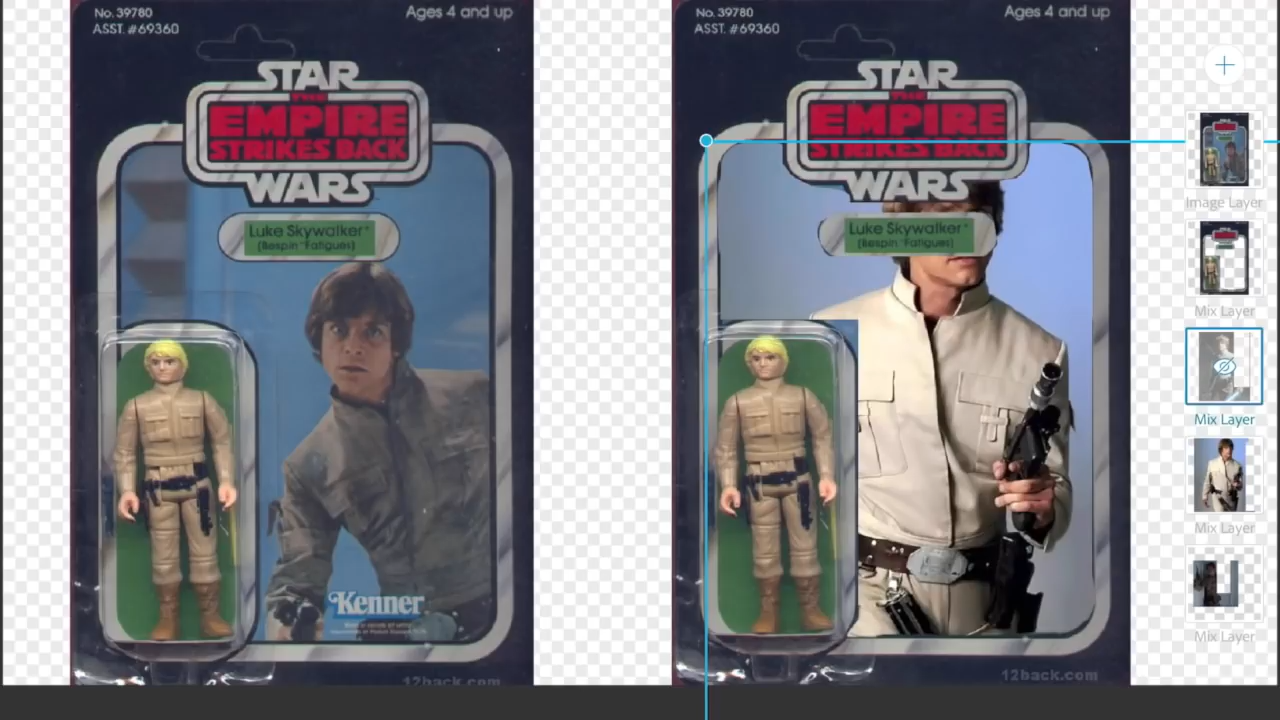 No. 39780
ASST. #69360
Ages 4 and up
STAR
THE
EMPIRE
STRIKES BACK
WARS
Luke Skywalker
(Bespin Fatigues)
Kenner
12back.com
No. 39780
ASST. #69360
Ages 4 and up
STAR
THE
EMPIRE
STRIKES BACK
WARS
Luke Skywalker
(Bespin Fatigues)
12back.com
Image Layer
Mix Layer
Mix Layer
Mix Layer
Mix Layer